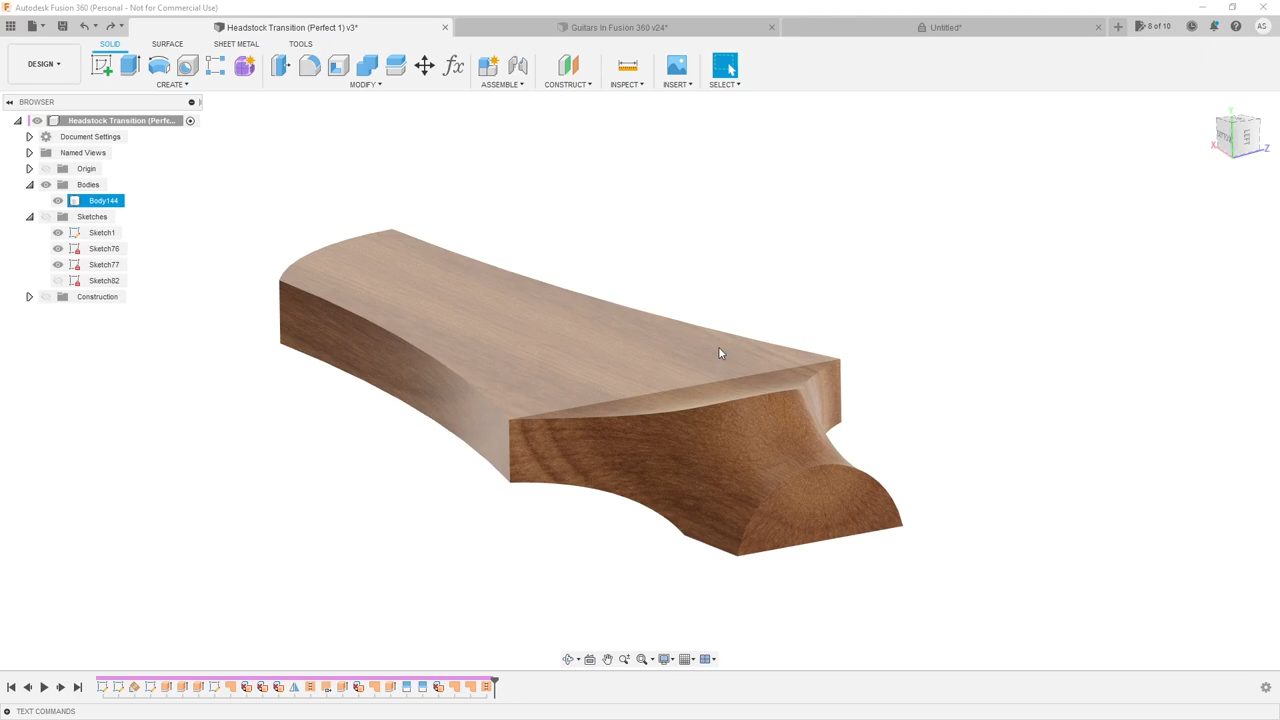 Autodesk Fusion 360 (Personal - Not for Commercial Use)
Headstock Transition (Perfect 1) v3*
Guitars In Fusion 360 v24*
Untitled*
8 of 10
AS
SOLID
SURFACE
SHEET METAL
TOOLS
DESIGN
CREATE
MODIFY
ASSEMBLE
CONSTRUCT
INSPECT
INSERT
SELECT
BROWSER
Headstock Transition (Perfe...
Document Settings
Named Views
Origin
Bodies
Body144
Sketches
Sketch1
Sketch76
Sketch77
Sketch82
Construction
Y
X
Z
LEFT
TEXT COMMANDS